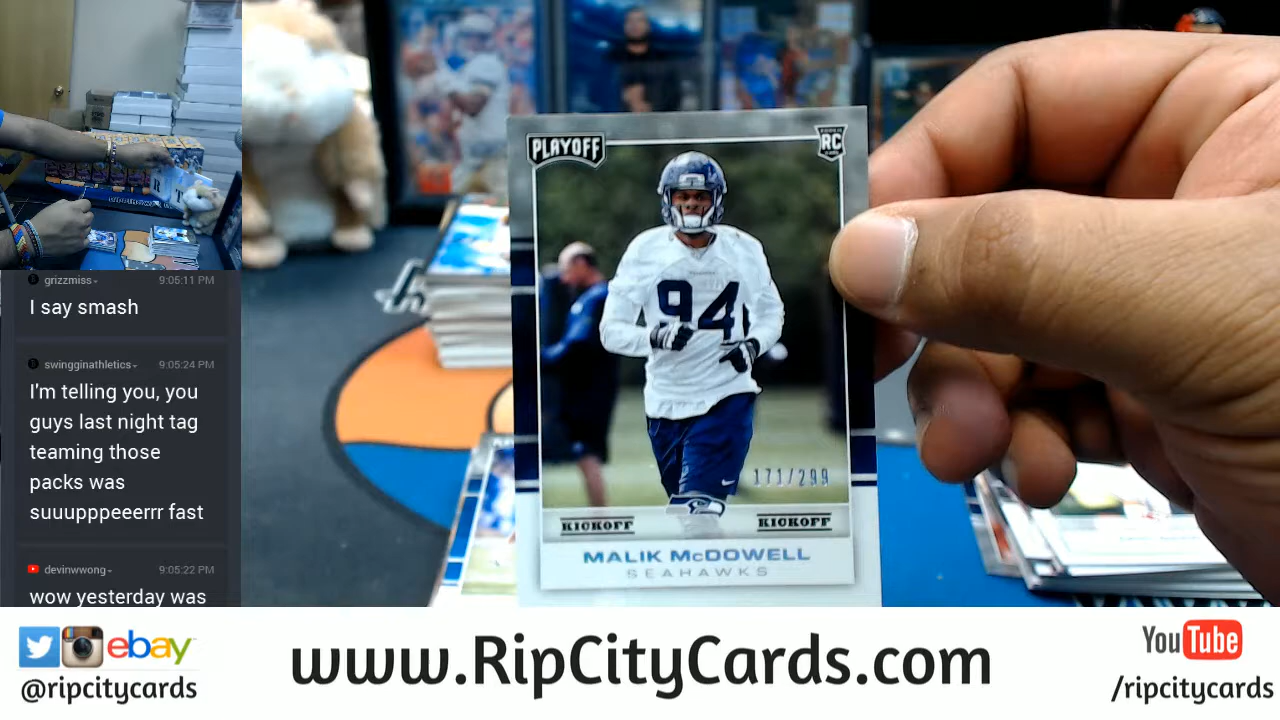 grizzmiss
9:05:11 PM
I say smash
swingginathletics
9:05:24 PM
I'm telling you, you
guys last night tag
teaming those
packs was
suuupppeeerrr fast
devinwwong
9:05:22 PM
wow yesterday was
PLAYOFF
RC
94
171/299
KICKOFF
KICKOFF
MALIK McDOWELL
SEAHAWKS
ebay
@ripcitycards
www.RipCityCards.com
YouTube
/ripcitycards